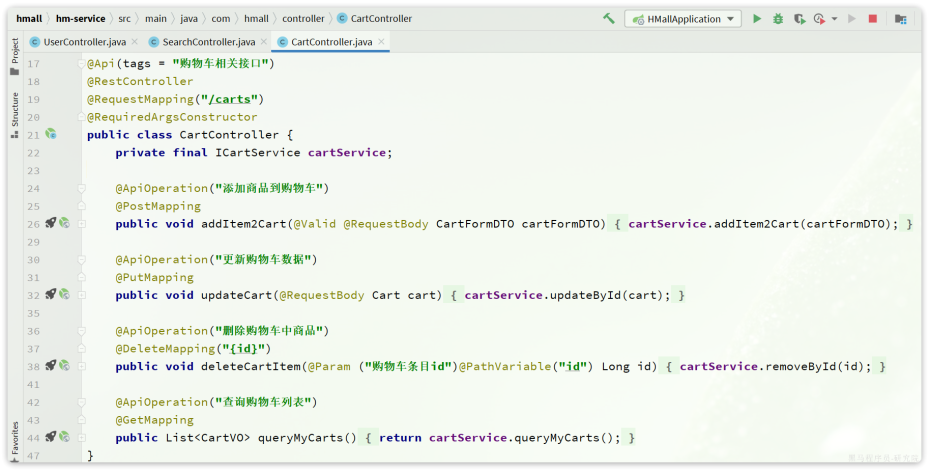 hmall › hm-service › src › main › java › com › hmall › controller › CartController
HMallApplication
UserController.java
SearchController.java
CartController.java
Project
Structure
Favorites
17 @Api(tags = "购物车相关接口")
18 @RestController
19 @RequestMapping("/carts")
20 @RequiredArgsConstructor
21 public class CartController {
22 private final ICartService cartService;
23
24 @ApiOperation("添加商品到购物车")
25 @PostMapping
26 public void addItem2Cart(@Valid @RequestBody CartFormDTO cartFormDTO) { cartService.addItem2Cart(cartFormDTO); }
29
30 @ApiOperation("更新购物车数据")
31 @PutMapping
32 public void updateCart(@RequestBody Cart cart) { cartService.updateById(cart); }
35
36 @ApiOperation("删除购物车中商品")
37 @DeleteMapping("{id}")
38 public void deleteCartItem(@Param ("购物车条目id")@PathVariable("id") Long id) { cartService.removeById(id); }
41
42 @ApiOperation("查询购物车列表")
43 @GetMapping
44 public List<CartVO> queryMyCarts() { return cartService.queryMyCarts(); }
47 }